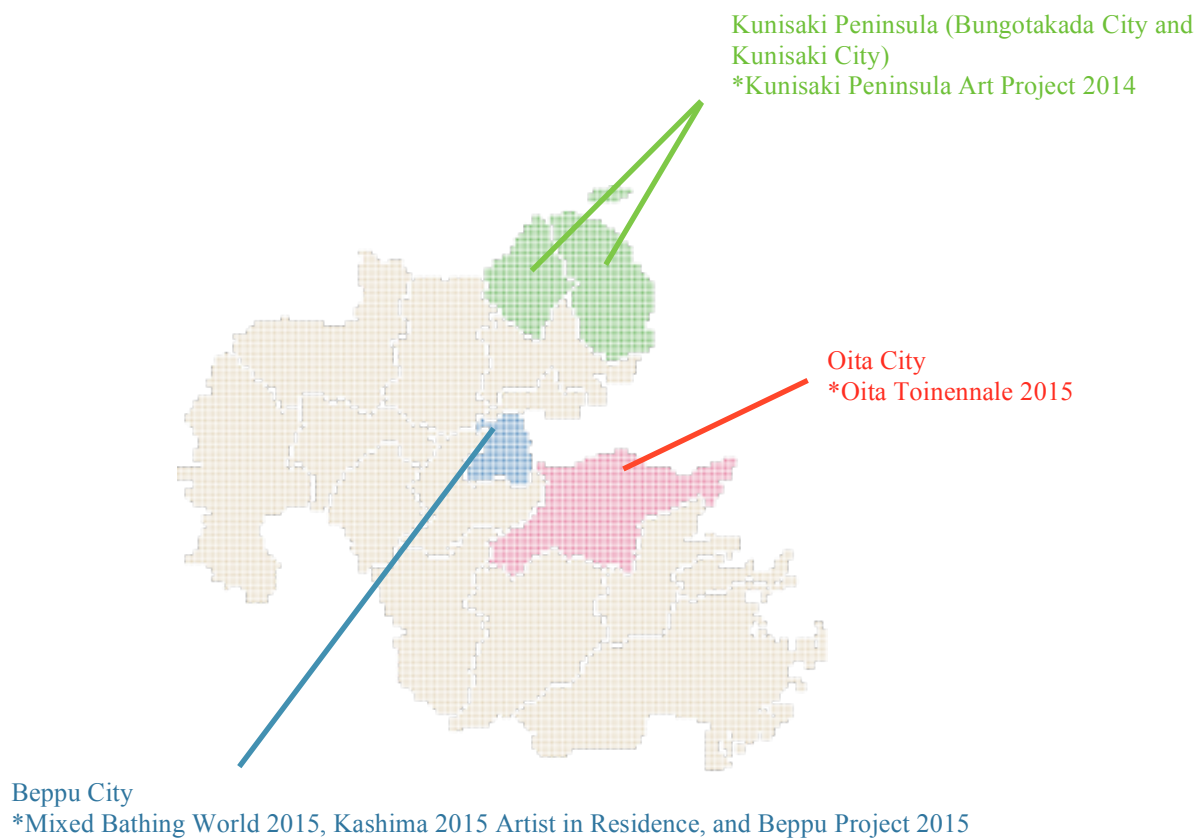 Kunisaki Peninsula (Bungotakada City and
Kunisaki City)
*Kunisaki Peninsula Art Project 2014
Oita City
*Oita Toinennale 2015
Beppu City
*Mixed Bathing World 2015, Kashima 2015 Artist in Residence, and Beppu Project 2015